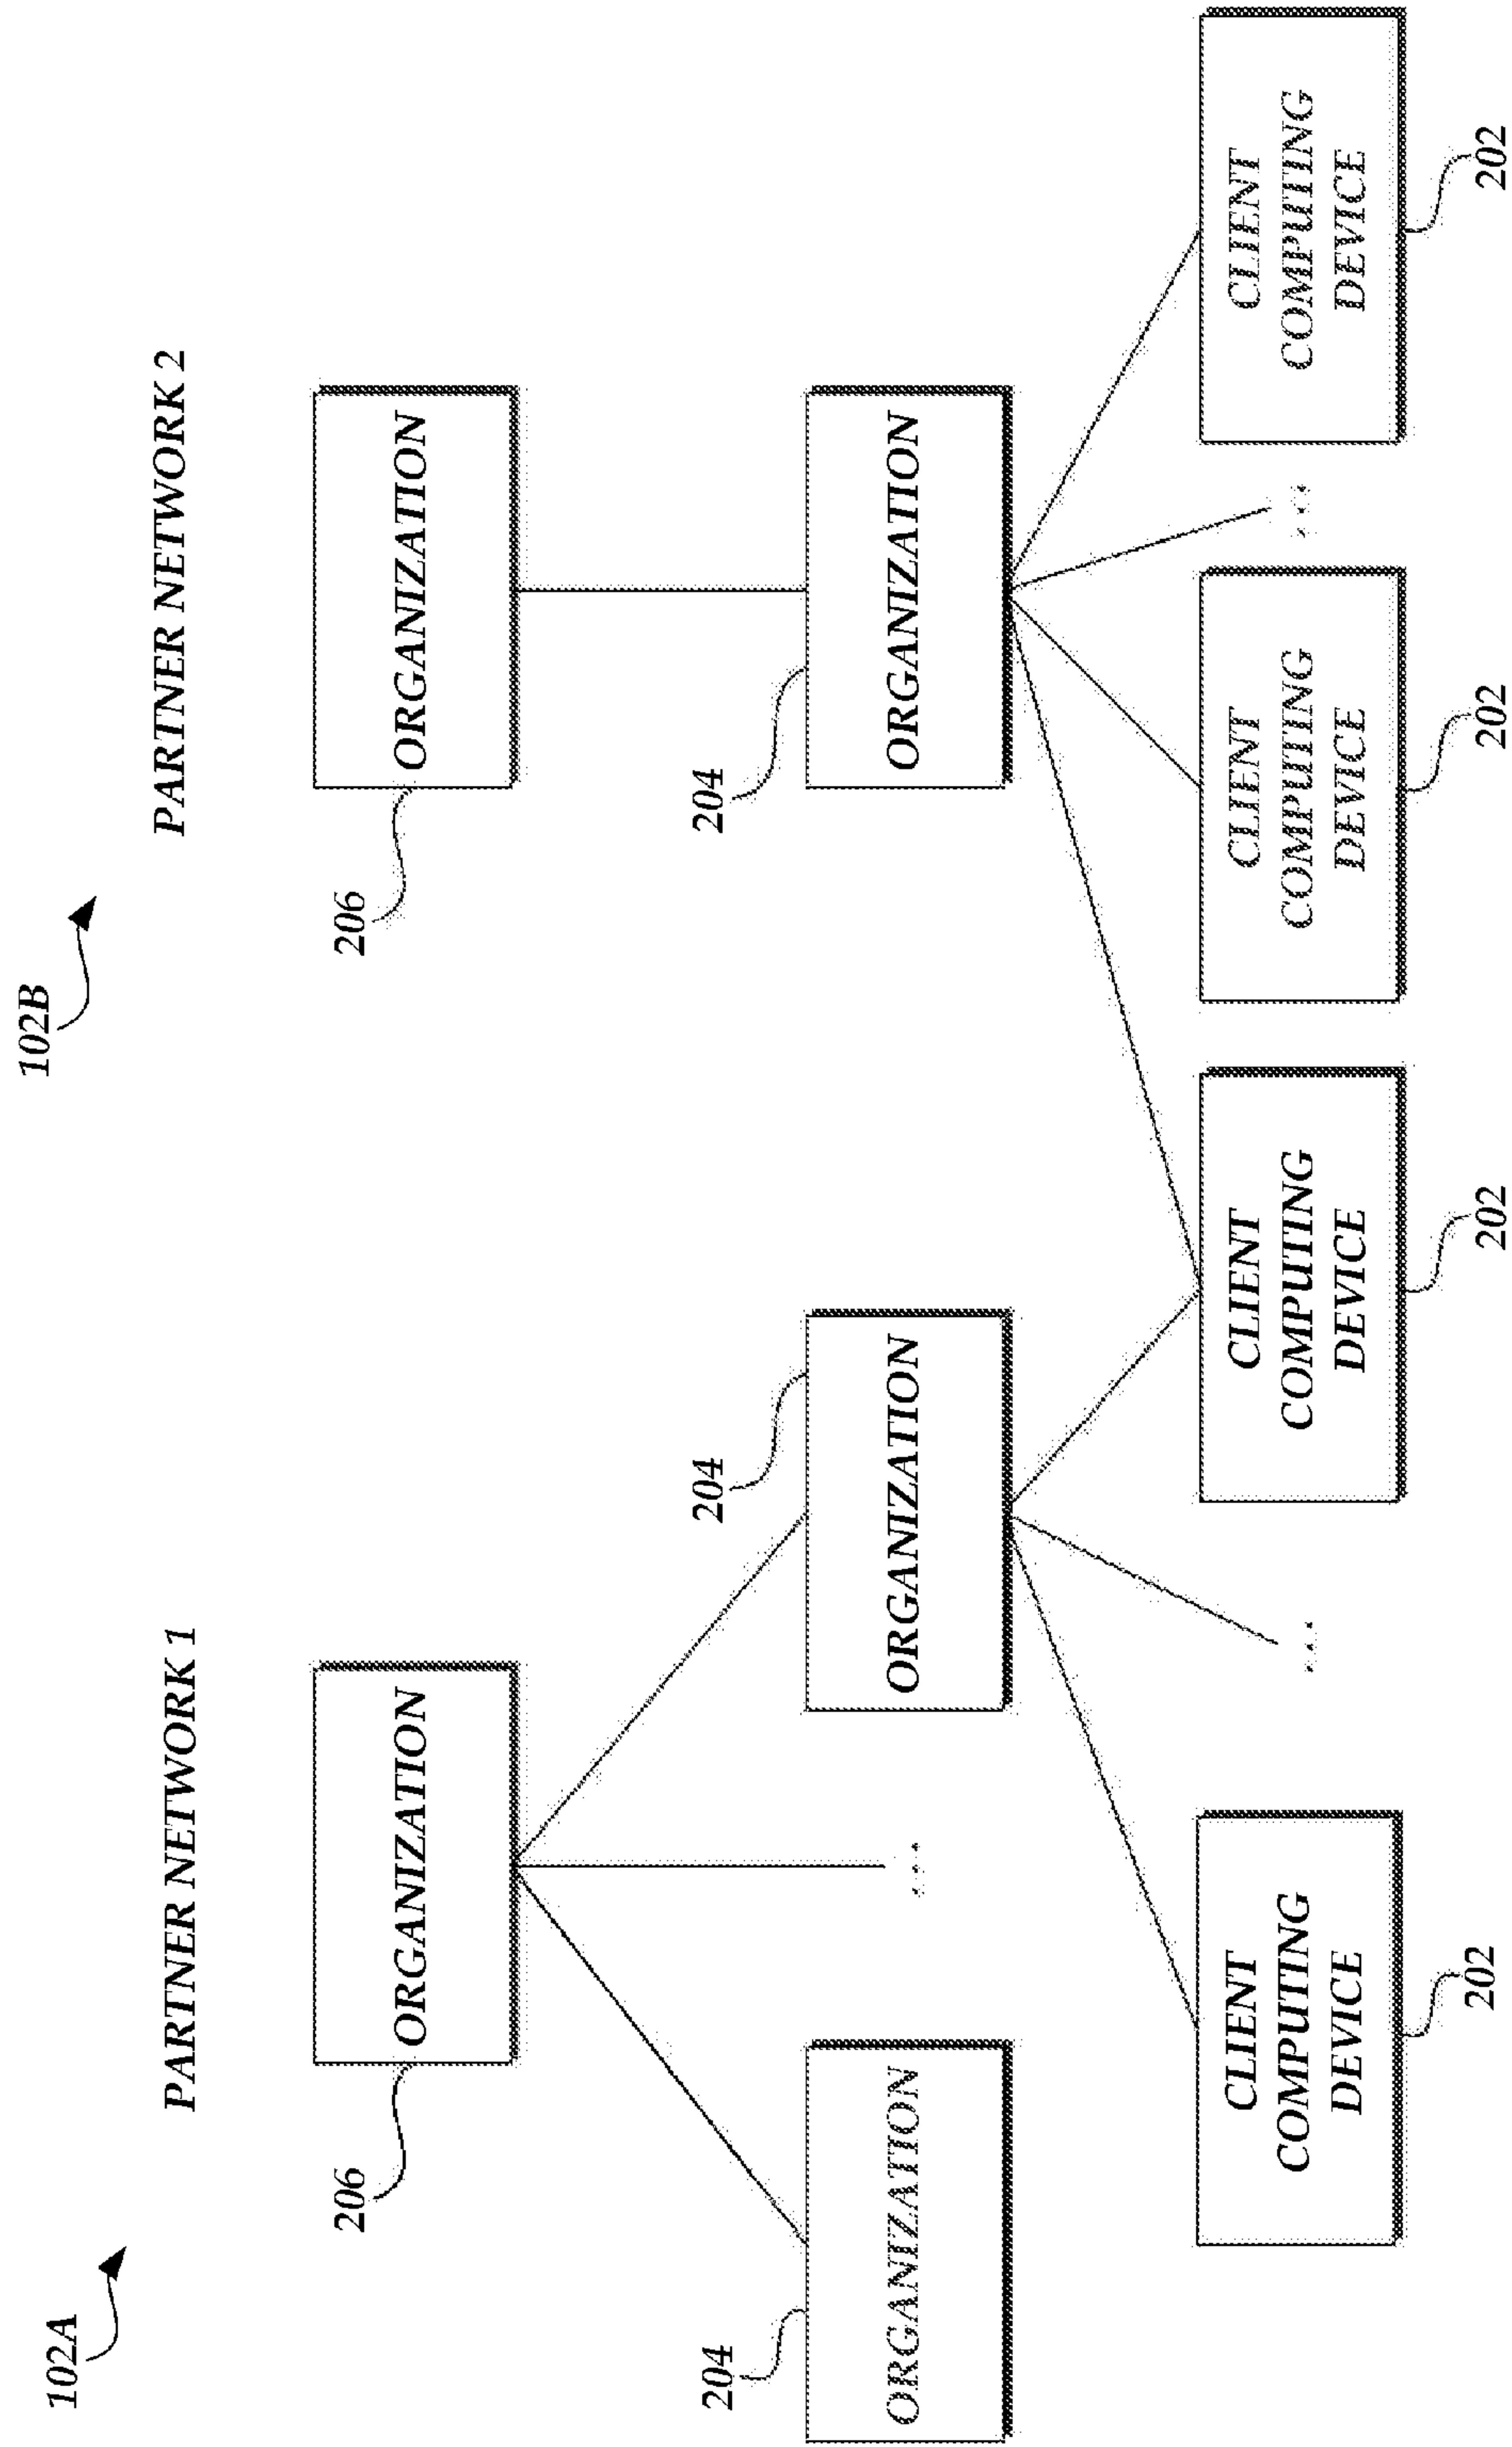 102A
102B
PARTNER NETWORK 1
PARTNER NETWORK 2
206
ORGANIZATION
206
ORGANIZATION
204
ORGANIZATION
...
204
ORGANIZATION
204
ORGANIZATION
CLIENT
COMPUTING
DEVICE
202
...
CLIENT
COMPUTING
DEVICE
202
CLIENT
COMPUTING
DEVICE
202
...
CLIENT
COMPUTING
DEVICE
202